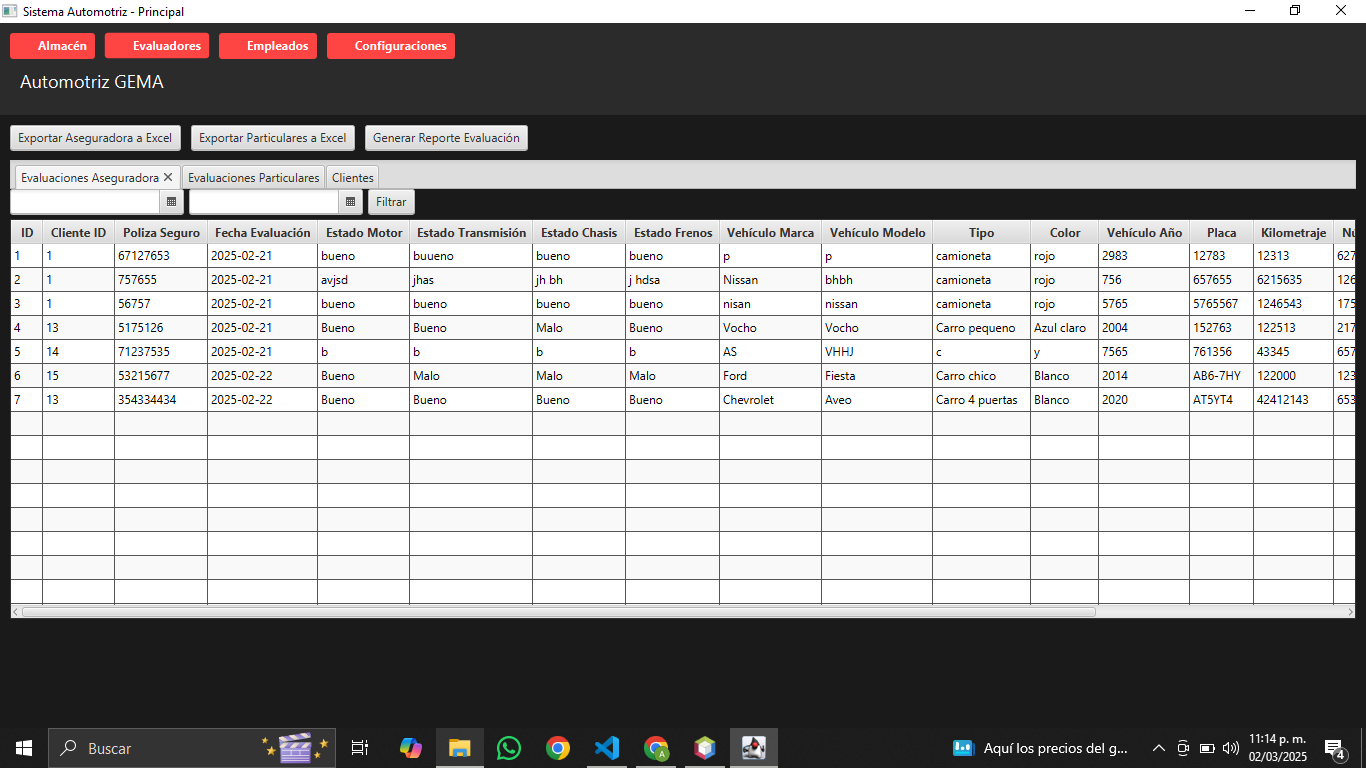 Sistema Automotriz - Principal
Almacén Evaluadores Empleados Configuraciones
Automotriz GEMA
Exportar Aseguradora a Excel Exportar Particulares a Excel Generar Reporte Evaluación
Evaluaciones Aseguradora Evaluaciones Particulares Clientes
Filtrar
ID Cliente ID Poliza Seguro Fecha Evaluación Estado Motor Estado Transmisión Estado Chasis Estado Frenos Vehículo Marca Vehículo Modelo Tipo Color Vehículo Año Placa Kilometraje Nu
1 1 67127653 2025-02-21 bueno buueno bueno bueno p p camioneta rojo 2983 12783 12313 627
2 1 757655 2025-02-21 avjsd jhas jh bh j hdsa Nissan bhbh camioneta rojo 756 657655 6215635 126
3 1 56757 2025-02-21 bueno bueno bueno bueno nisan nissan camioneta rojo 5765 5765567 1246543 175
4 13 5175126 2025-02-21 Bueno Bueno Malo Bueno Vocho Vocho Carro pequeno Azul claro 2004 152763 122513 217
5 14 71237535 2025-02-21 b b b b AS VHHJ c y 7565 761356 43345 657
6 15 53215677 2025-02-22 Bueno Malo Malo Malo Ford Fiesta Carro chico Blanco 2014 AB6-7HY 122000 123
7 13 354334434 2025-02-22 Bueno Bueno Bueno Bueno Chevrolet Aveo Carro 4 puertas Blanco 2020 AT5YT4 42412143 653
Buscar
Aquí los precios del g...
11:14 p. m.
02/03/2025
4
A